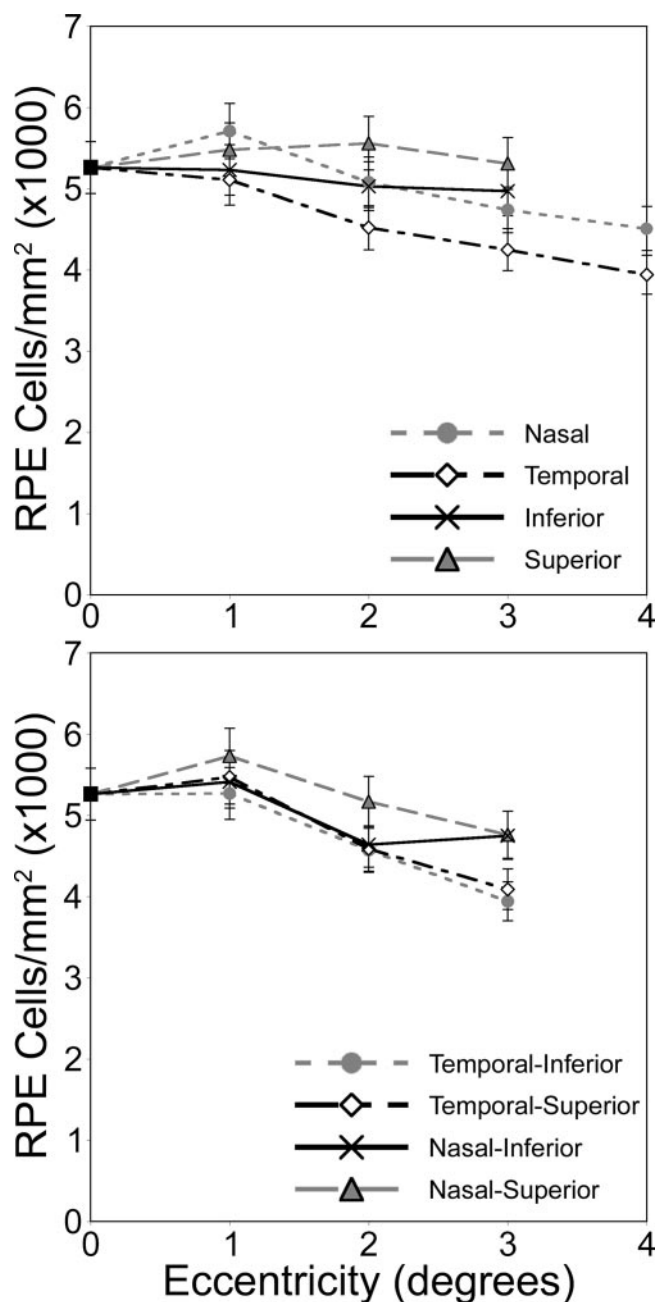 7
6
5
4
3
2
1
0
RPE Cells/mm² (x1000)
Nasal
Temporal
Inferior
Superior
0 1 2 3 4
7
6
5
4
3
2
1
0
RPE Cells/mm² (x1000)
Temporal-Inferior
Temporal-Superior
Nasal-Inferior
Nasal-Superior
0 1 2 3 4
Eccentricity (degrees)